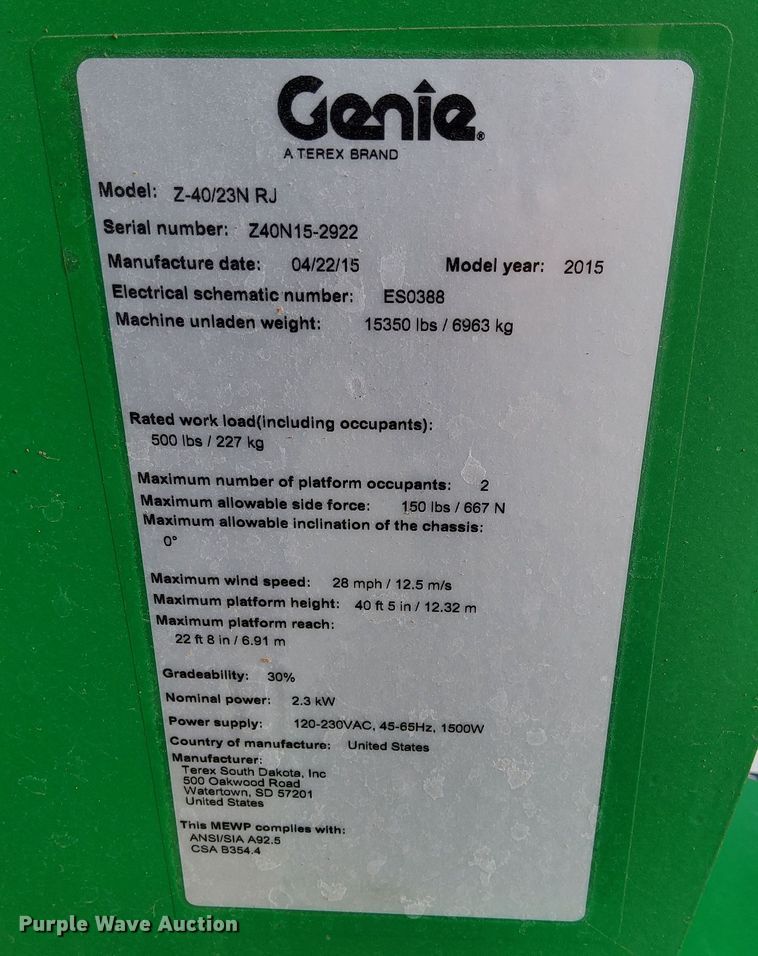 Genie®
A TEREX BRAND
Model: Z-40/23N RJ
Serial number: Z40N15-2922
Manufacture date: 04/22/15 Model year: 2015
Electrical schematic number: ES0388
Machine unladen weight: 15350 lbs / 6963 kg
Rated work load(including occupants):
500 lbs / 227 kg
Maximum number of platform occupants: 2
Maximum allowable side force: 150 lbs / 667 N
Maximum allowable inclination of the chassis:
0°
Maximum wind speed: 28 mph / 12.5 m/s
Maximum platform height: 40 ft 5 in / 12.32 m
Maximum platform reach:
22 ft 8 in / 6.91 m
Gradeability: 30%
Nominal power: 2.3 kW
Power supply: 120-230VAC, 45-65Hz, 1500W
Country of manufacture: United States
Manufacturer:
Terex South Dakota, Inc
500 Oakwood Road
Watertown, SD 57201
United States
This MEWP complies with:
ANSI/SIA A92.5
CSA B354.4
Purple Wave Auction